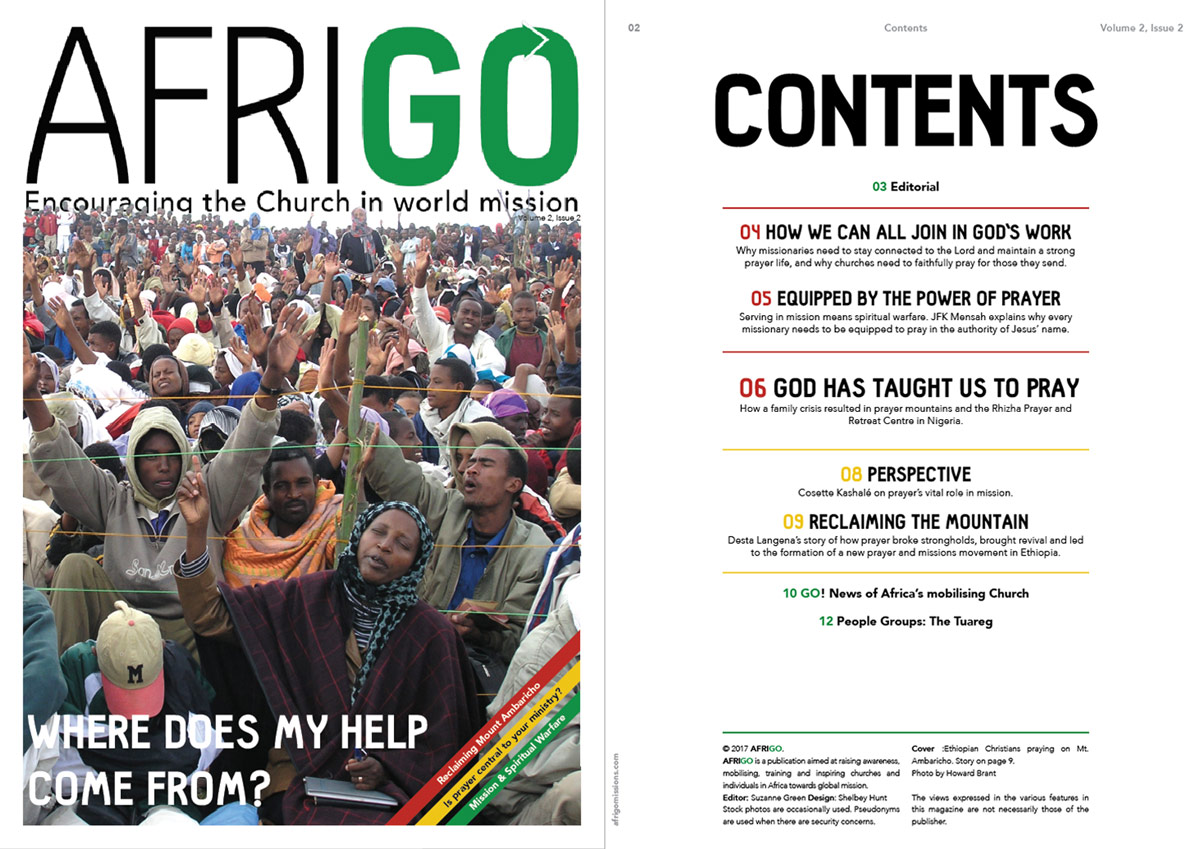 AFRIGO
Encouraging the Church in world mission
Volume 2, Issue 2
Son
M
WHERE DOES MY HELP
COME FROM?
Reclaiming Mount Ambaricho
Is prayer central to your ministry?
Mission & Spiritual Warfare
02
Contents
Volume 2, Issue 2
CONTENTS
03 Editorial
04 HOW WE CAN ALL JOIN IN GOD'S WORK
Why missionaries need to stay connected to the Lord and maintain a strong
prayer life, and why churches need to faithfully pray for those they send.
05 EQUIPPED BY THE POWER OF PRAYER
Serving in mission means spiritual warfare. JFK Mensah explains why every
missionary needs to be equipped to pray in the authority of Jesus' name.
06 GOD HAS TAUGHT US TO PRAY
How a family crisis resulted in prayer mountains and the Rhizha Prayer and
Retreat Centre in Nigeria.
08 PERSPECTIVE
Cosette Kashalé on prayer's vital role in mission.
09 RECLAIMING THE MOUNTAIN
Desta Langena's story of how prayer broke strongholds, brought revival and led
to the formation of a new prayer and missions movement in Ethiopia.
10 GO! News of Africa's mobilising Church
12 People Groups: The Tuareg
afrigomissions.com
© 2017 AFRIGO.
AFRIGO is a publication aimed at raising awareness,
mobilising, training and inspiring churches and
individuals in Africa towards global mission.
Editor: Suzanne Green Design: Shelbey Hunt
Stock photos are occasionally used. Pseudonyms
are used when there are security concerns.
Cover :Ethiopian Christians praying on Mt.
Ambaricho. Story on page 9.
Photo by Howard Brant
The views expressed in the various features in
this magazine are not necessarily those of the
publisher.